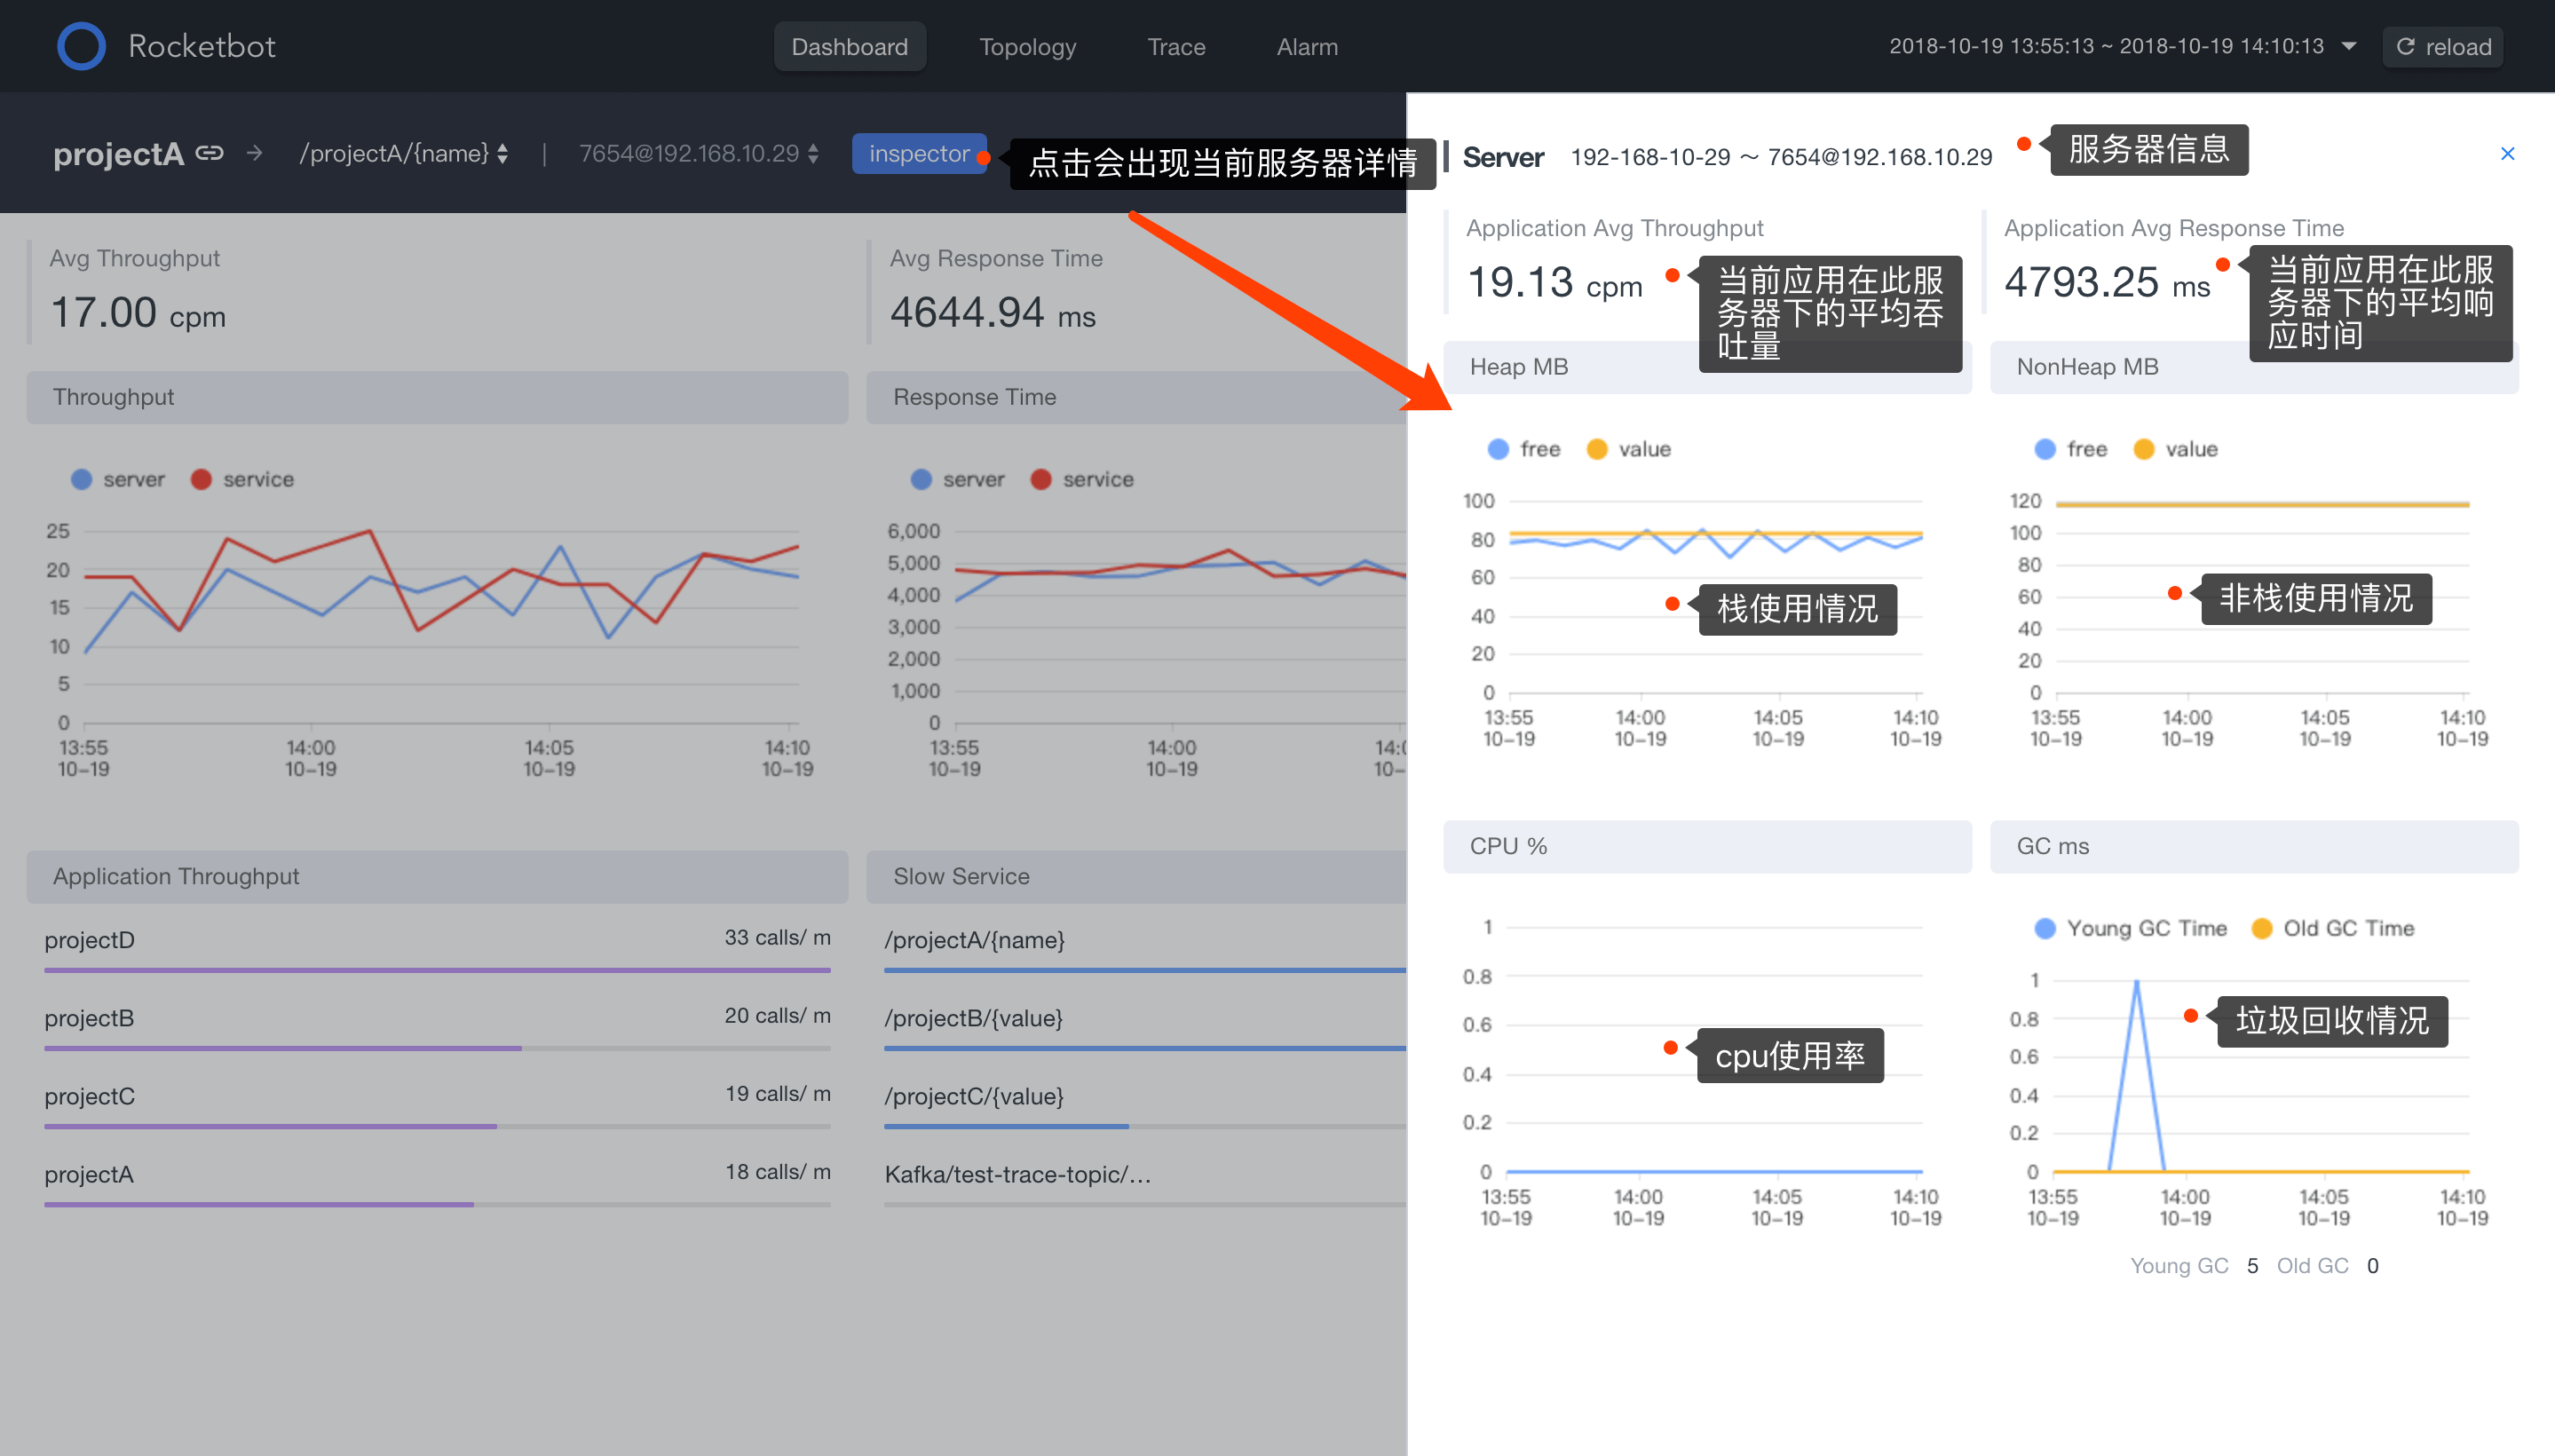 Rocketbot
Dashboard
Topology
Trace
Alarm
2018-10-19 13:55:13 ~ 2018-10-19 14:10:13
reload
projectA
/projectA/{name}
|
7654@192.168.10.29
inspector
点击会出现当前服务器详情
Avg Throughput
17.00 cpm
Avg Response Time
4644.94 ms
Throughput
server
service
25
20
15
10
5
0
13:55
10-19
14:00
10-19
14:05
10-19
14:10
10-19
Response Time
server
service
6,000
5,000
4,000
3,000
2,000
1,000
0
13:55
10-19
14:00
10-19
14:0
10-
Application Throughput
projectD 33 calls/ m
projectB 20 calls/ m
projectC 19 calls/ m
projectA 18 calls/ m
Slow Service
/projectA/{name}
/projectB/{value}
/projectC/{value}
Kafka/test-trace-topic/...
Server 192-168-10-29 ~ 7654@192.168.10.29
服务器信息
×
Application Avg Throughput
19.13 cpm
当前应用在此服
务器下的平均吞
吐量
Application Avg Response Time
4793.25 ms
当前应用在此服
务器下的平均响
应时间
Heap MB
free
value
100
80
60
40
20
0
栈使用情况
13:55
10-19
14:00
10-19
14:05
10-19
14:10
10-19
NonHeap MB
free
value
120
100
80
60
40
20
0
非栈使用情况
13:55
10-19
14:00
10-19
14:05
10-19
14:10
10-19
CPU %
1
0.8
0.6
0.4
0.2
0
cpu使用率
13:55
10-19
14:00
10-19
14:05
10-19
14:10
10-19
GC ms
Young GC Time
Old GC Time
1
0.8
0.6
0.4
0.2
0
垃圾回收情况
13:55
10-19
14:00
10-19
14:05
10-19
14:10
10-19
Young GC 5 Old GC 0